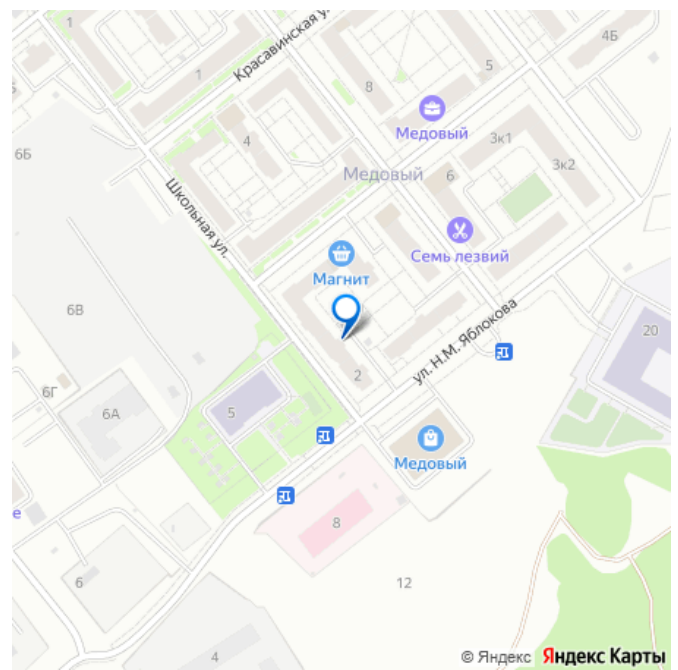 1
4Б
Красавинская ул.
1
8
5
Медовый
4
3к1
6Б
Медовый
6
3к2
Школьная ул.
Семь лезвий
Магнит
6В
ул. Н.М. Яблокова
20
2
6Г
6А
5
Медовый
е
8
6
12
4
© Яндекс Яндекс Карты